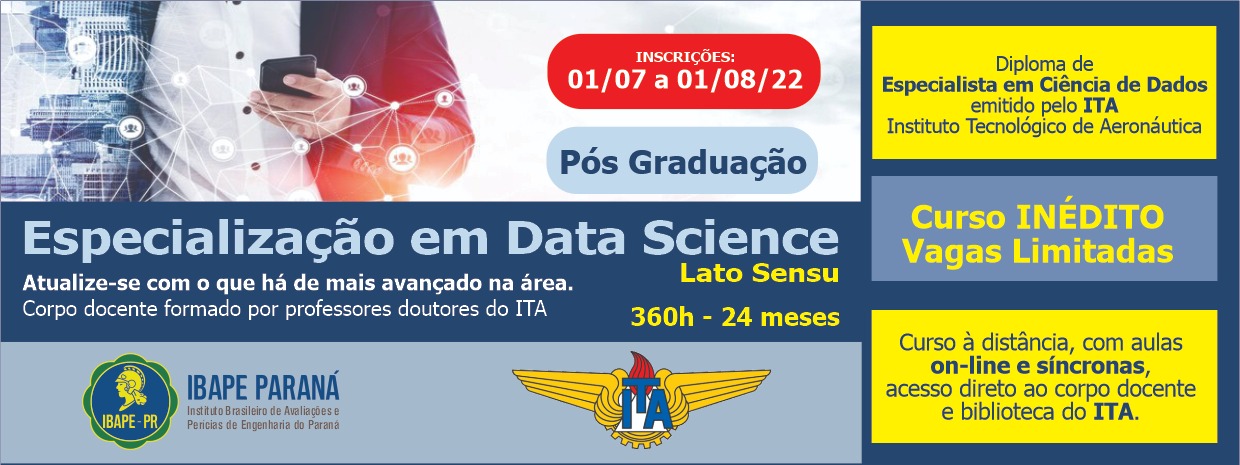 INSCRIÇÕES:
01/07 a 01/08/22
Pós Graduação
Especialização em Data Science
Lato Sensu
Atualize-se com o que há de mais avançado na área.
Corpo docente formado por professores doutores do ITA
360h - 24 meses
IBAPE - PR
IBAPE PARANÁ
Instituto Brasileiro de Avaliações e
Perícias de Engenharia do Paraná
ITA
Diploma de
Especialista em Ciência de Dados
emitido pelo ITA
Instituto Tecnológico de Aeronáutica
Curso INÉDITO
Vagas Limitadas
Curso à distância, com aulas
on-line e síncronas,
acesso direto ao corpo docente
e biblioteca do ITA.